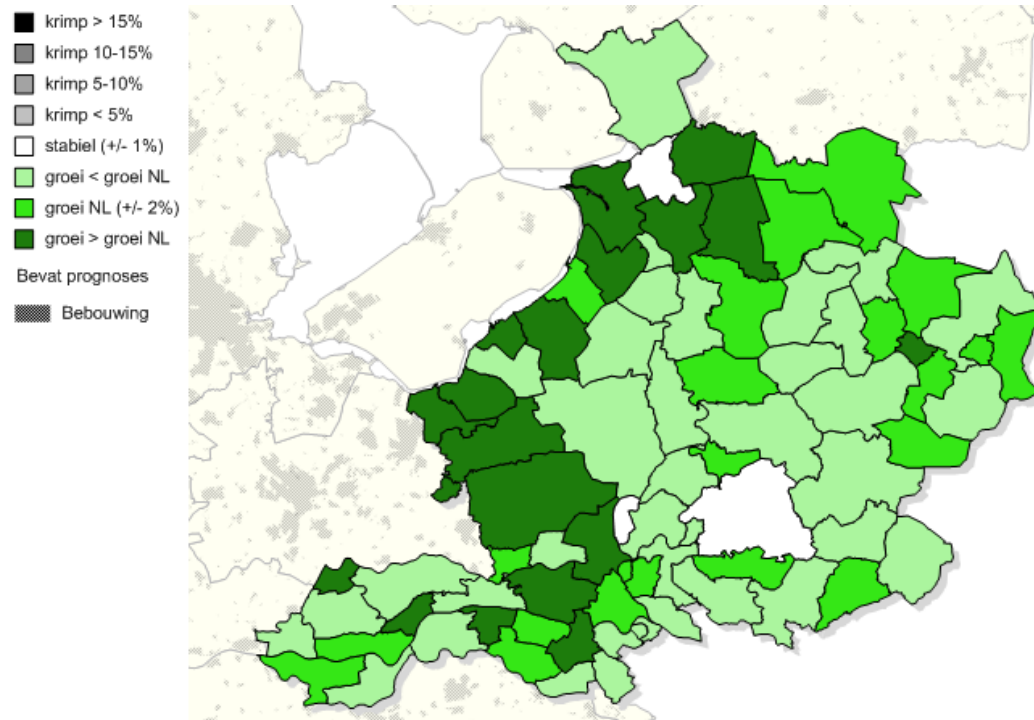 krimp > 15%
krimp 10-15%
krimp 5-10%
krimp < 5%
stabiel (+/- 1%)
groei < groei NL
groei NL (+/- 2%)
groei > groei NL
Bevat prognoses
Bebouwing